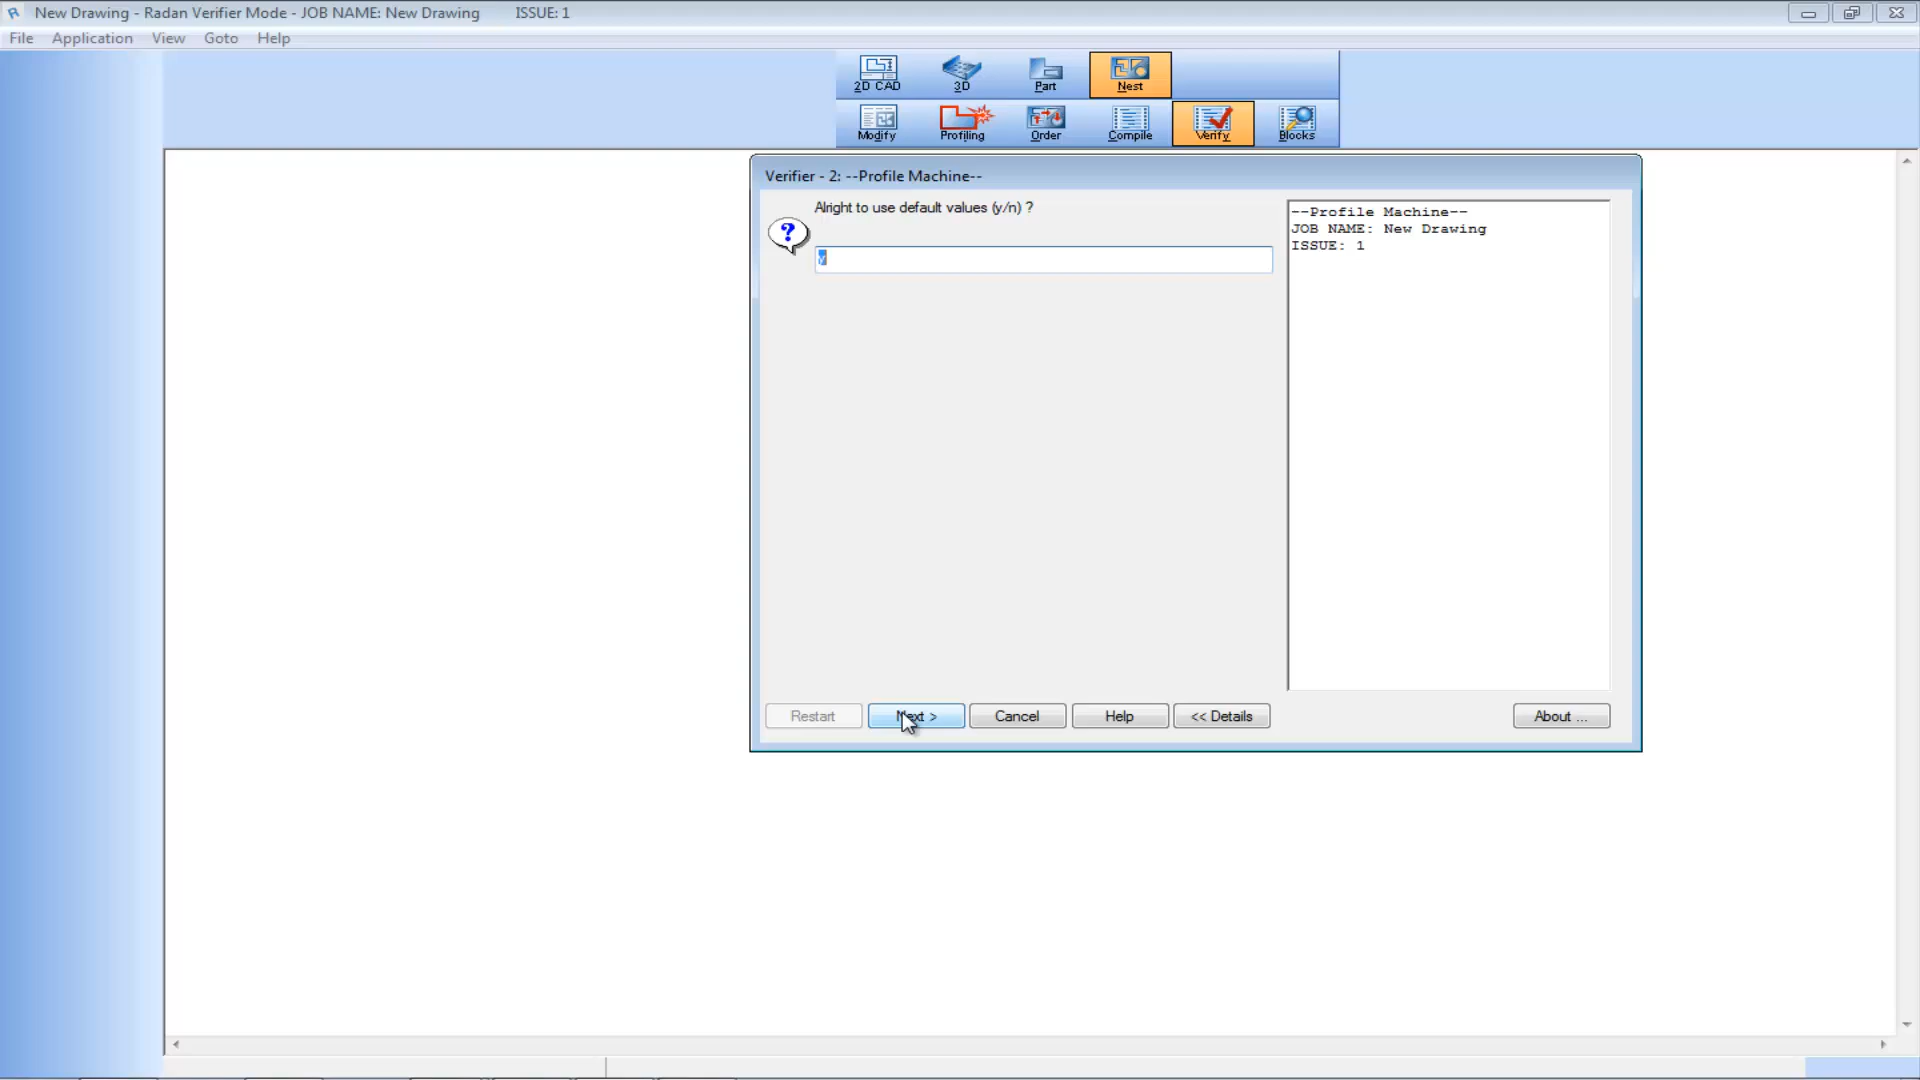 New Drawing - Radan Verifier Mode - JOB NAME: New Drawing ISSUE: 1
File Application View Goto Help
2D CAD 3D Part Nest
Modify Profiling Order Compile Verify Blocks
Verifier - 2: --Profile Machine--
Alright to use default values (y/n) ?
y
--Profile Machine--
JOB NAME: New Drawing
ISSUE: 1
Restart Next > Cancel Help << Details About ...